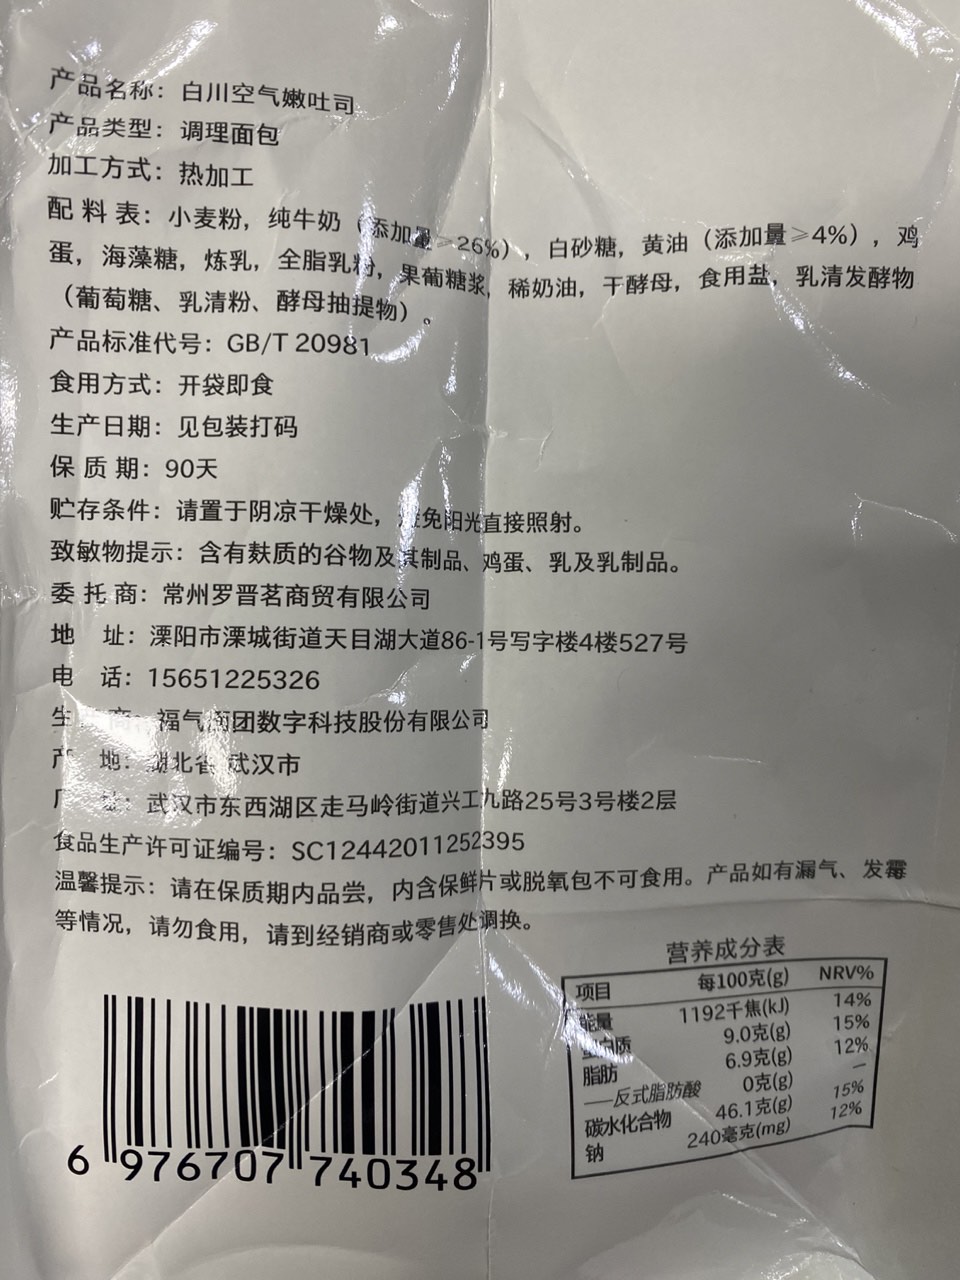 产品名称：白川空气嫩吐司
产品类型：调理面包
加工方式：热加工
配 料 表：小麦粉，纯牛奶（添加量≥26%），白砂糖，黄油（添加量≥4%），鸡
蛋，海藻糖，炼乳，全脂乳粉，果葡糖浆，稀奶油，干酵母，食用盐，乳清发酵物
（葡萄糖、乳清粉、酵母抽提物）。
产品标准代号：GB/T 20981
食用方式：开袋即食
生产日期：见包装打码
保 质 期：90天
贮存条件：请置于阴凉干燥处，避免阳光直接照射。
致敏物提示：含有麸质的谷物及其制品、鸡蛋、乳及乳制品。
委 托 商：常州罗晋茗商贸有限公司
地 址：溧阳市溧城街道天目湖大道86-1号写字楼4楼527号
电 话：15651225326
生 商：福气 团数字科技股份有限公司
产 地：湖北省 武汉市
厂 址：武汉市东西湖区走马岭街道兴工九路25号3号楼2层
食品生产许可证编号：SC12442011252395
温馨提示：请在保质期内品尝，内含保鲜片或脱氧包不可食用。产品如有漏气、发霉
等情况，请勿食用，请到经销商或零售处调换。
营养成分表
项目 每100克(g) NRV%
能量 1192千焦(kJ) 14%
蛋白质 9.0克(g) 15%
脂肪 6.9克(g) 12%
——反式脂肪酸 0克(g) —
碳水化合物 46.1克(g) 15%
钠 240毫克(mg) 12%
6 976707 740348